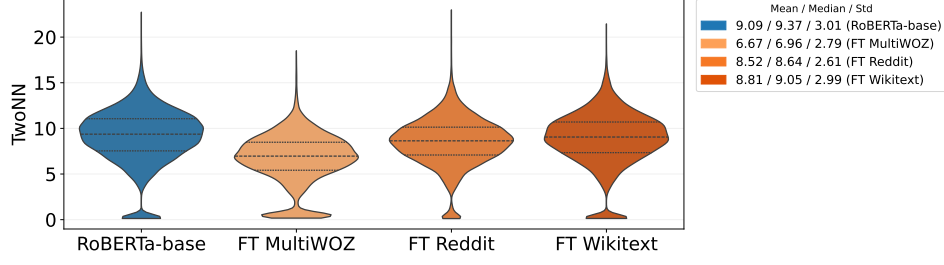 TwoNN
20
15
10
5
0
RoBERTa-base
FT MultiWOZ
FT Reddit
FT Wikitext
Mean / Median / Std
9.09 / 9.37 / 3.01 (RoBERTa-base)
6.67 / 6.96 / 2.79 (FT MultiWOZ)
8.52 / 8.64 / 2.61 (FT Reddit)
8.81 / 9.05 / 2.99 (FT Wikitext)